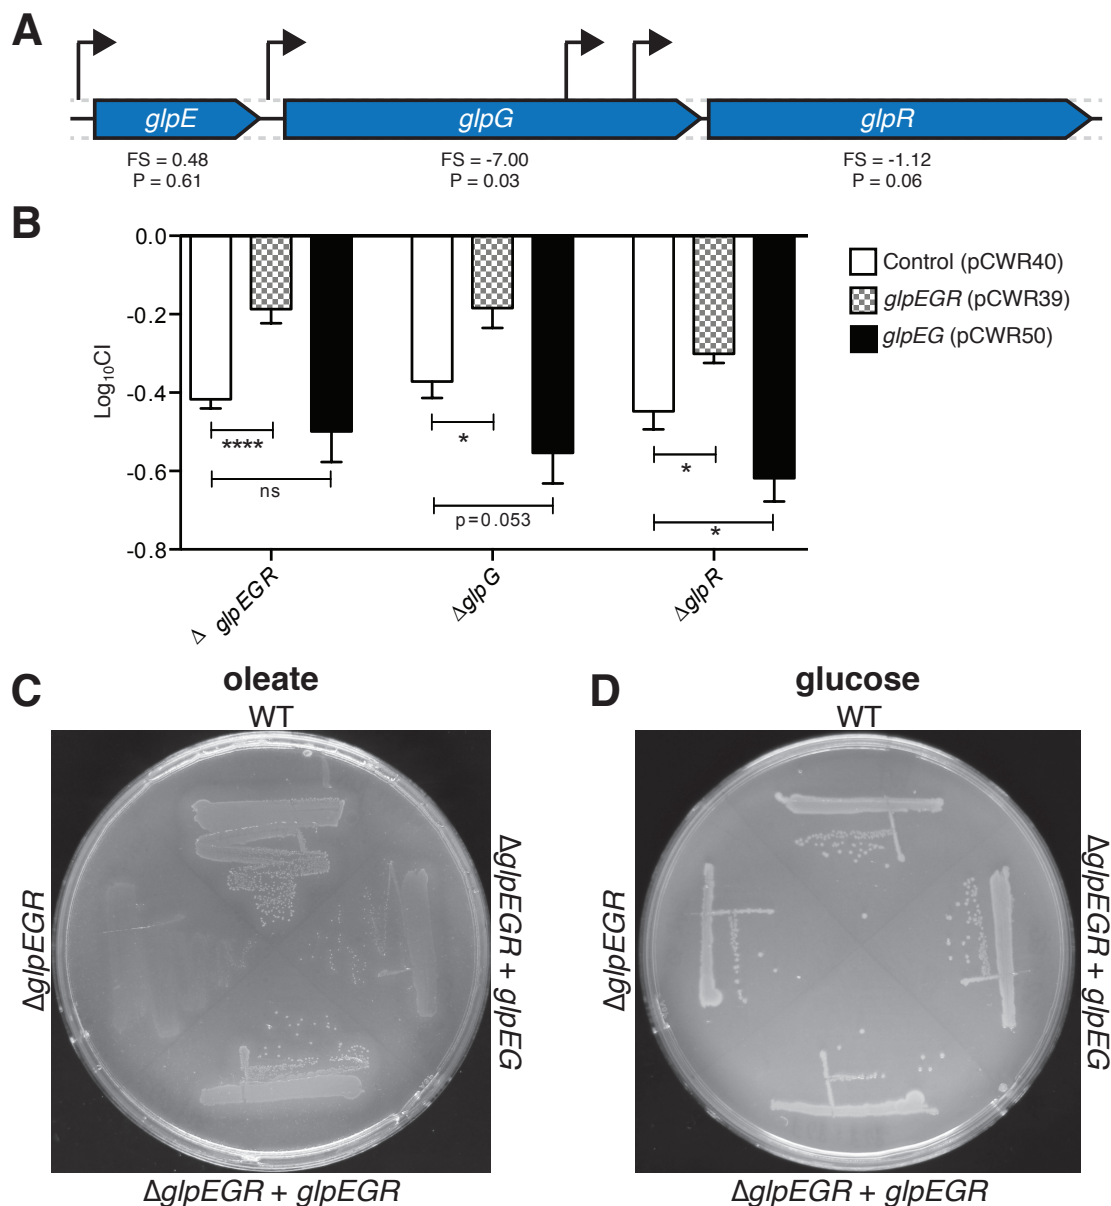 A
glpE
glpG
glpR
FS = 0.48
P = 0.61
FS = -7.00
P = 0.03
FS = -1.12
P = 0.06
B
0.0
-0.2
-0.4
-0.6
-0.8
Log10CI
****
ns
*
p=0.053
*
*
Δ glpEGR
ΔglpG
ΔglpR
Control (pCWR40)
glpEGR (pCWR39)
glpEG (pCWR50)
C
oleate
WT
ΔglpEGR
ΔglpEGR + glpEG
ΔglpEGR + glpEGR
D
glucose
WT
ΔglpEGR
ΔglpEGR + glpEG
ΔglpEGR + glpEGR